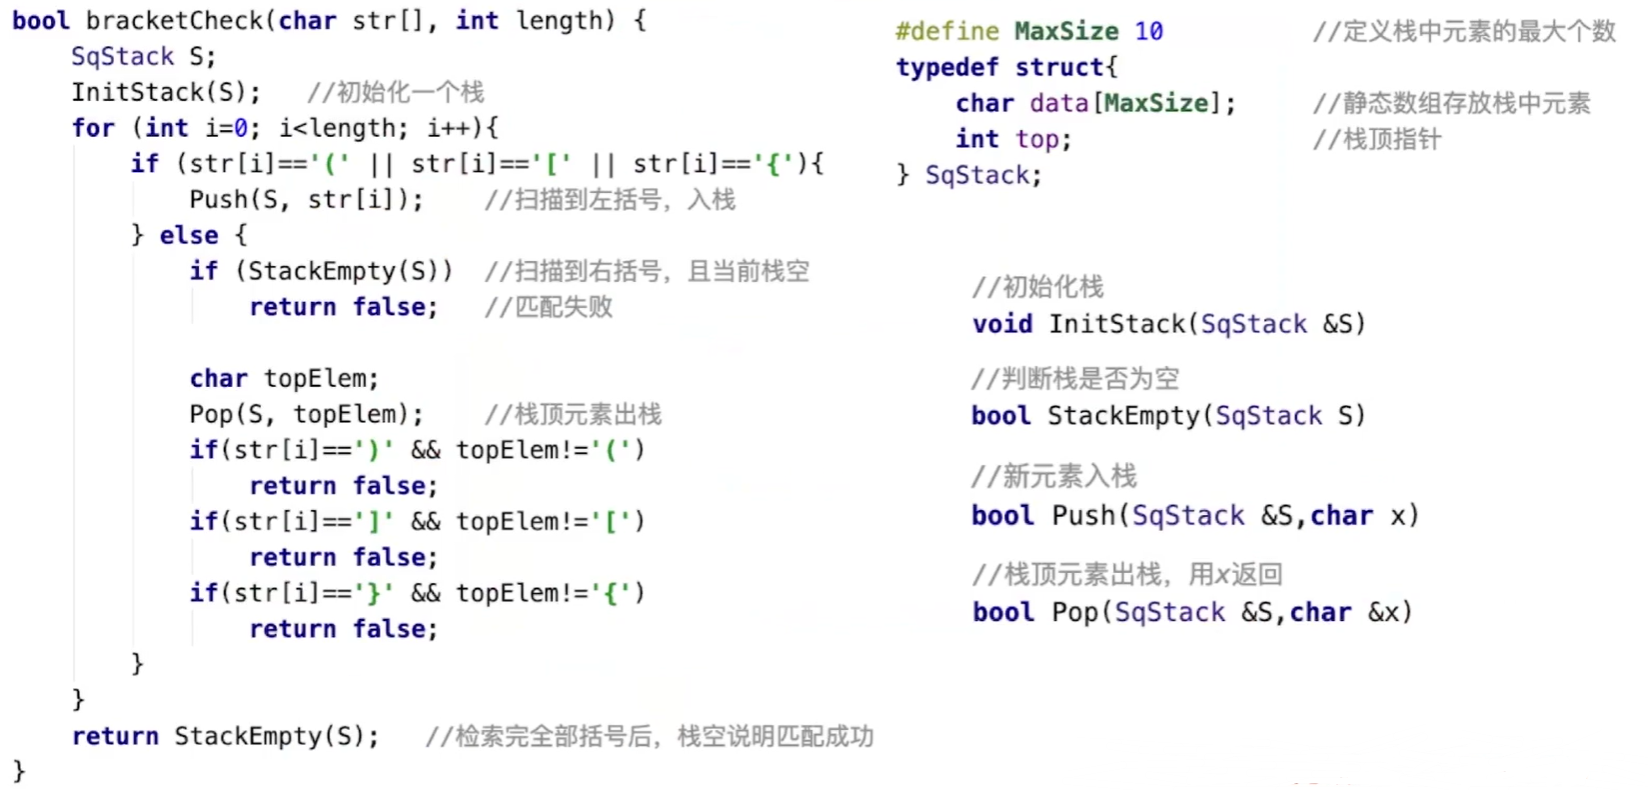 bool bracketCheck(char str[], int length) {
    SqStack S;
    InitStack(S);   //初始化一个栈
    for (int i=0; i<length; i++){
        if (str[i]=='(' || str[i]=='[' || str[i]=='{'){
            Push(S, str[i]);    //扫描到左括号，入栈
        } else {
            if (StackEmpty(S))  //扫描到右括号，且当前栈空
                return false;   //匹配失败
            char topElem;
            Pop(S, topElem);    //栈顶元素出栈
            if(str[i]==')' && topElem!='(')
                return false;
            if(str[i]==']' && topElem!='[')
                return false;
            if(str[i]=='}' && topElem!='{')
                return false;
        }
    }
    return StackEmpty(S);   //检索完全部括号后，栈空说明匹配成功
}
#define MaxSize 10          //定义栈中元素的最大个数
typedef struct{
    char data[MaxSize];     //静态数组存放栈中元素
    int top;                //栈顶指针
} SqStack;
//初始化栈
void InitStack(SqStack &S)
//判断栈是否为空
bool StackEmpty(SqStack S)
//新元素入栈
bool Push(SqStack &S,char x)
//栈顶元素出栈，用x返回
bool Pop(SqStack &S,char &x)